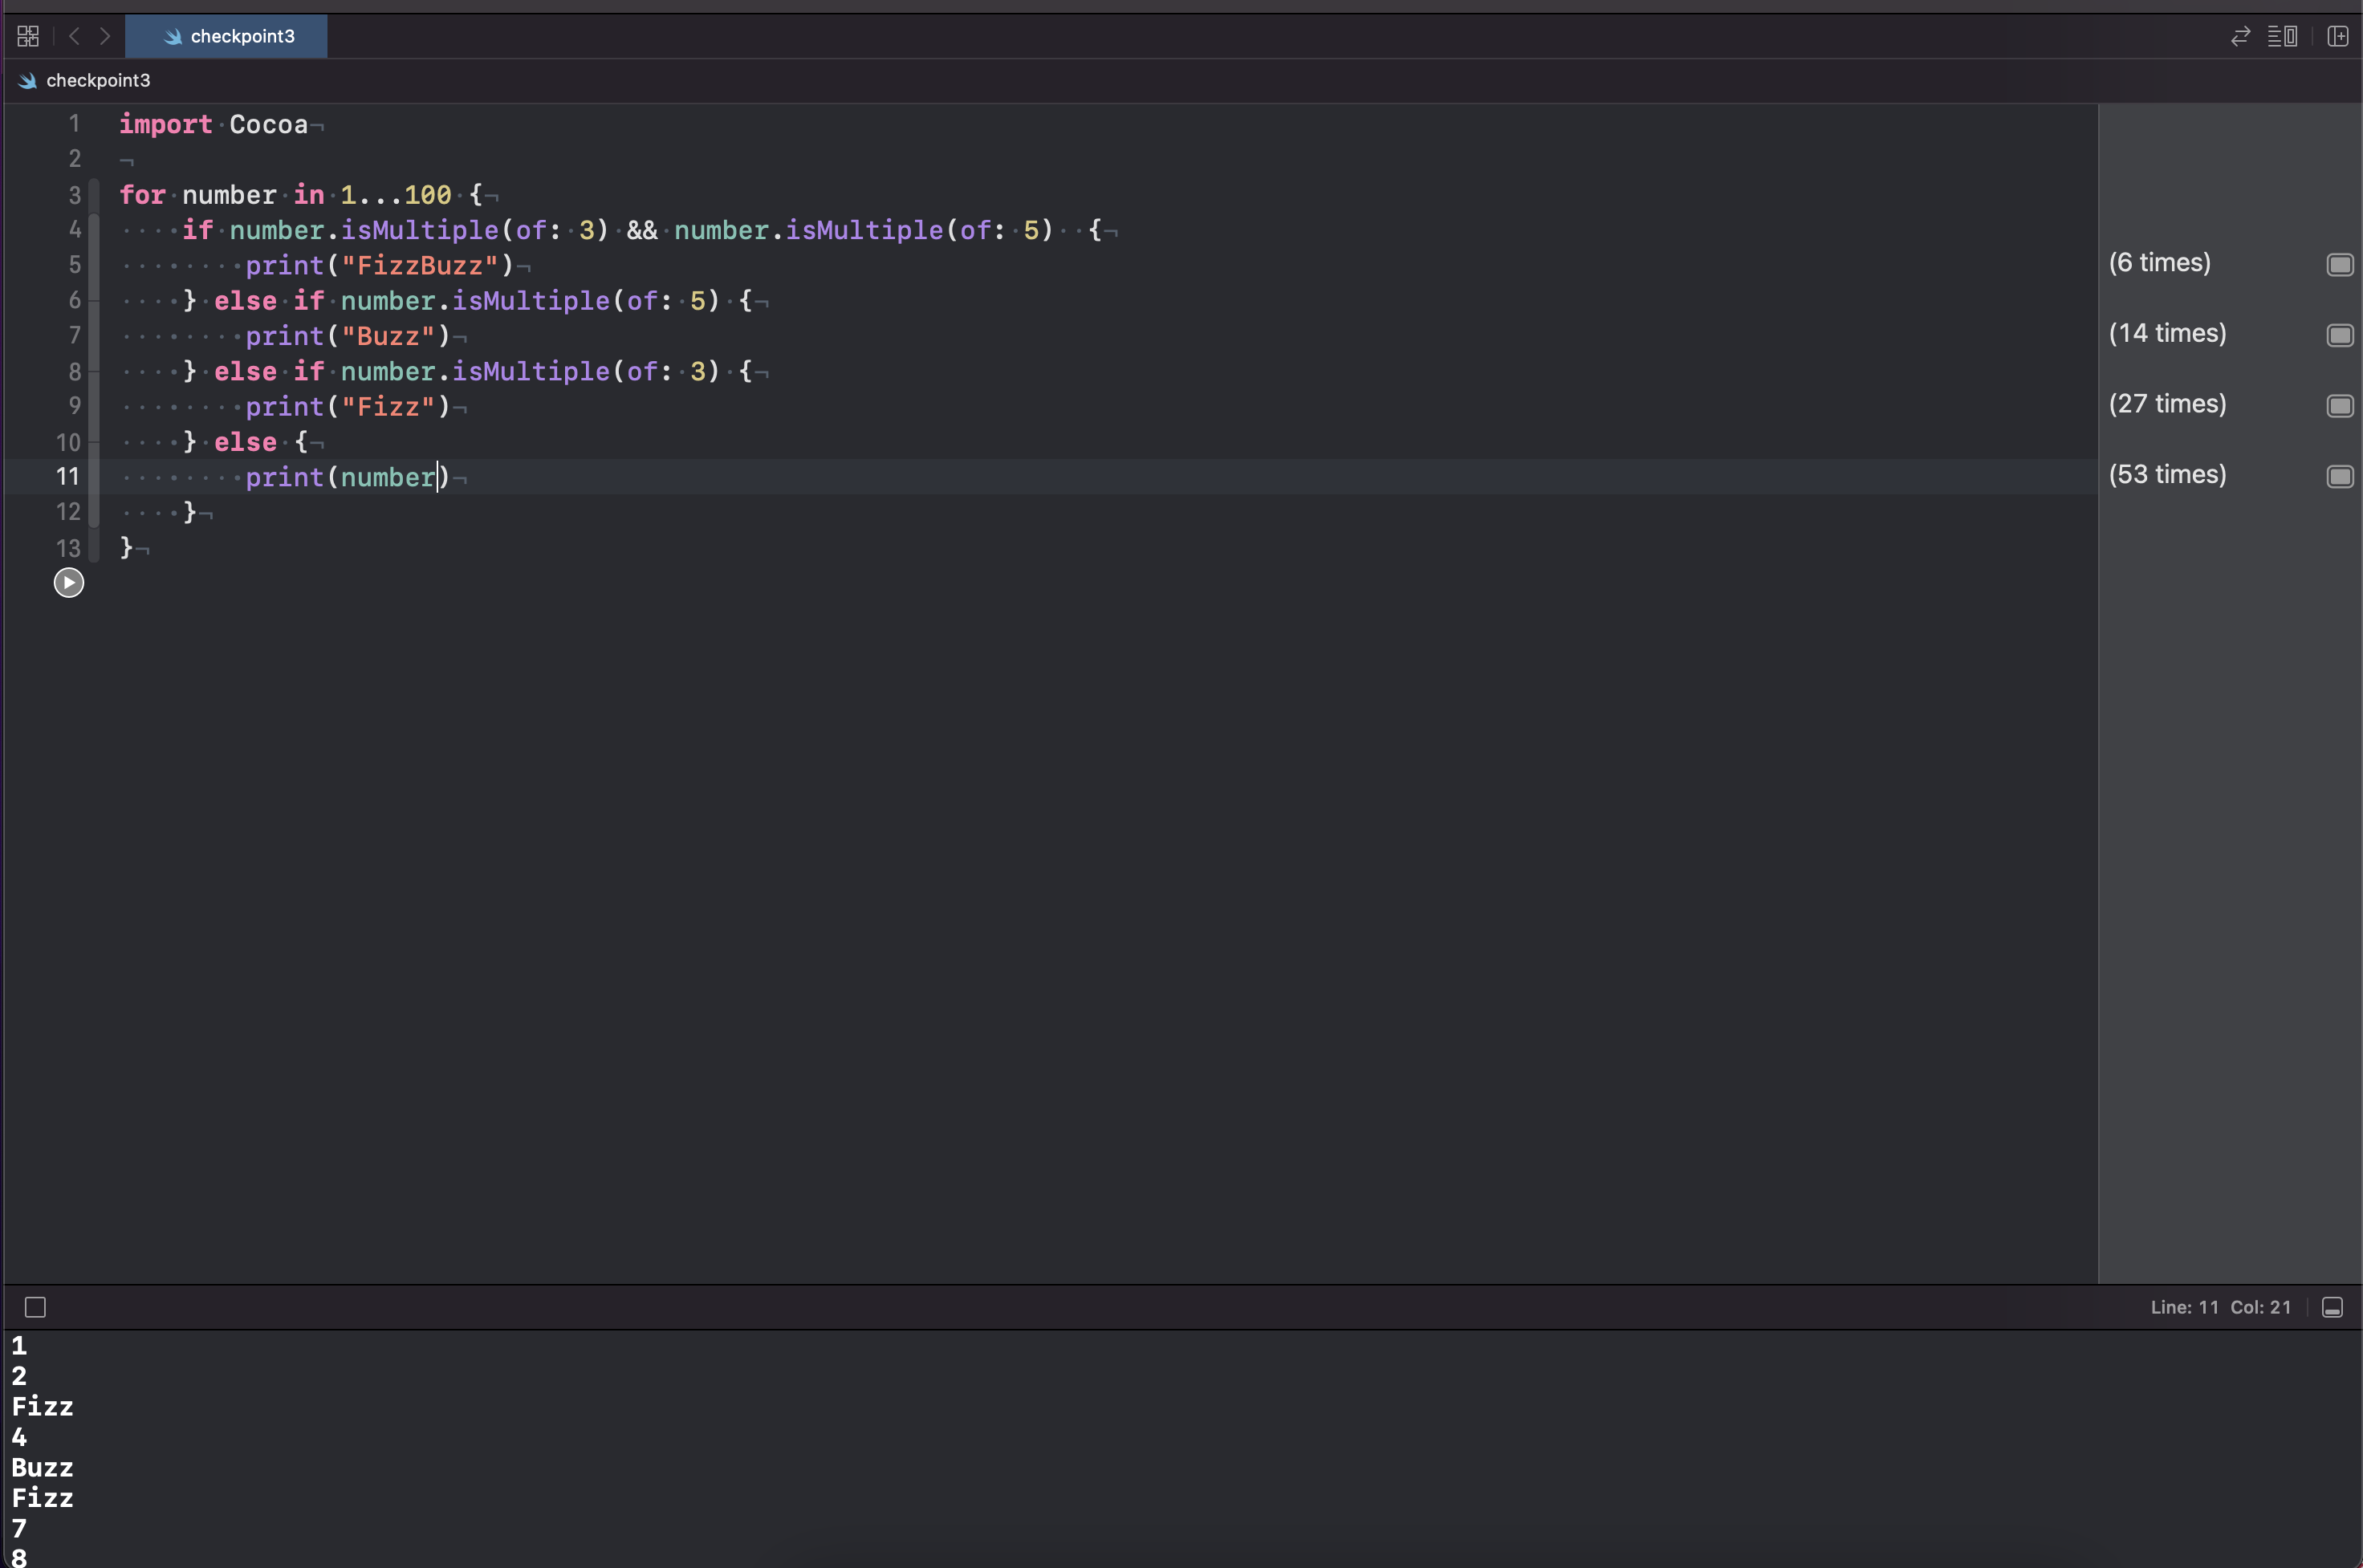 checkpoint3
checkpoint3
1 import Cocoa
2
3 for number in 1...100 {
4     if number.isMultiple(of: 3) && number.isMultiple(of: 5)  {
5         print("FizzBuzz")
(6 times)
6     } else if number.isMultiple(of: 5) {
7         print("Buzz")
(14 times)
8     } else if number.isMultiple(of: 3) {
9         print("Fizz")
(27 times)
10     } else {
11         print(number)
(53 times)
12     }
13 }
Line: 11 Col: 21
1
2
Fizz
4
Buzz
Fizz
7
8